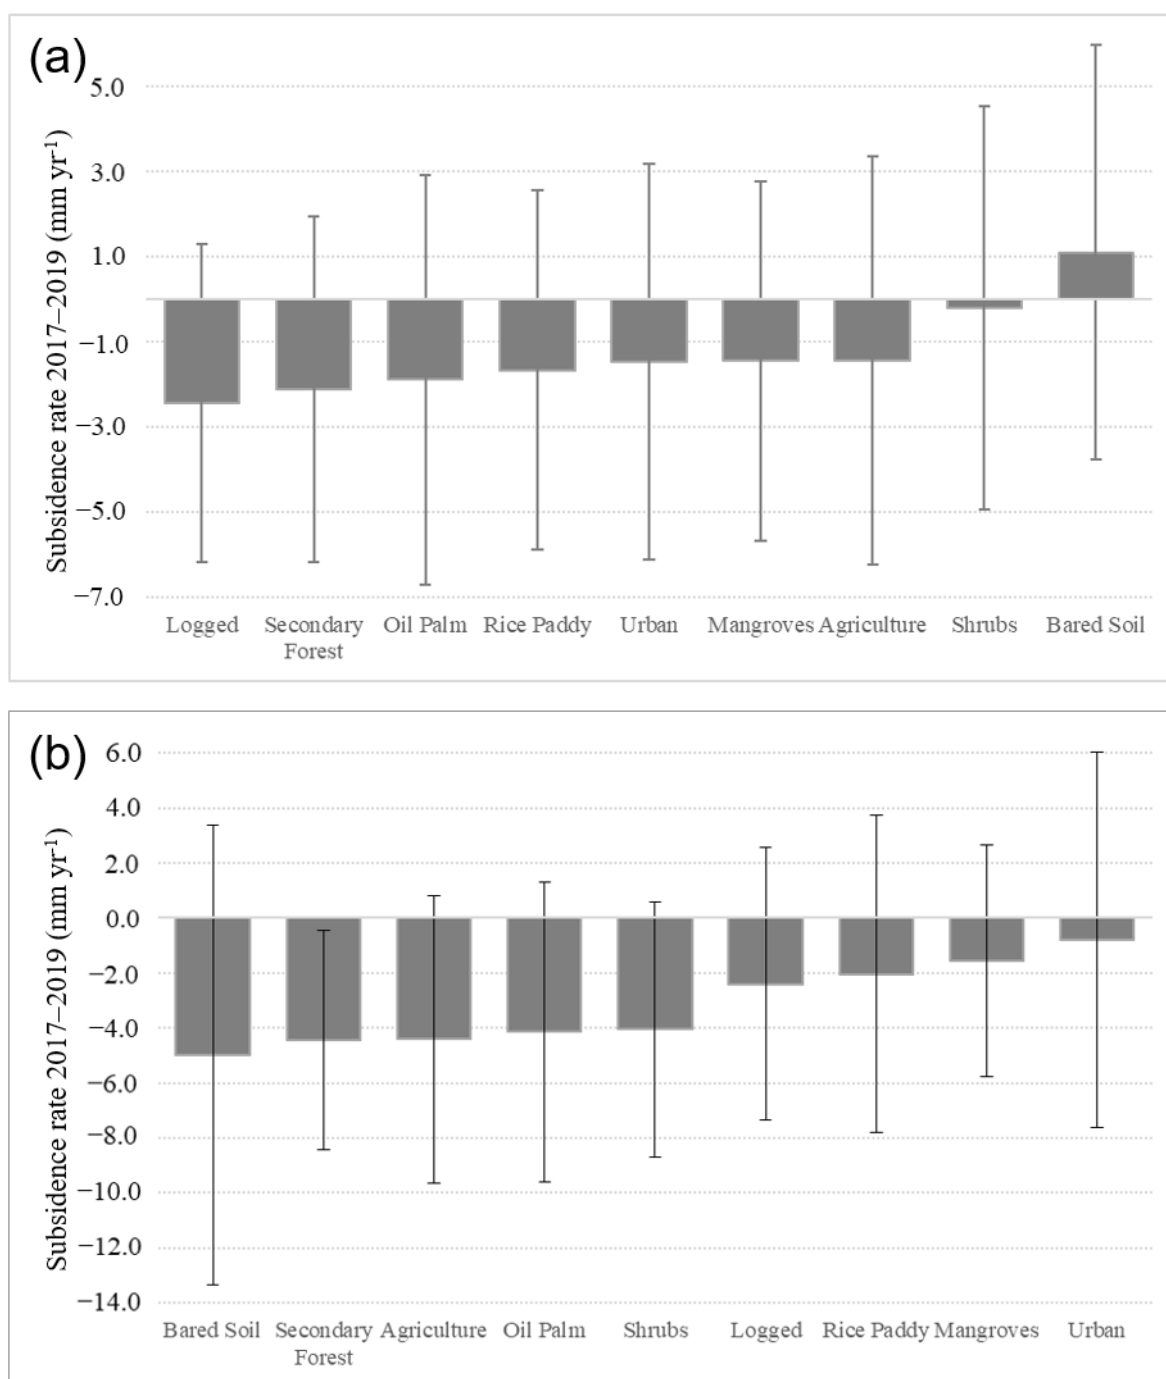 (a)
Subsidence rate 2017–2019 (mm yr-1)
5.0
3.0
1.0
−1.0
−3.0
−5.0
−7.0
Logged
Secondary
Forest
Oil Palm
Rice Paddy
Urban
Mangroves
Agriculture
Shrubs
Bared Soil
(b)
Subsidence rate 2017–2019 (mm yr-1)
6.0
4.0
2.0
0.0
−2.0
−4.0
−6.0
−8.0
−10.0
−12.0
−14.0
Bared Soil
Secondary
Forest
Agriculture
Oil Palm
Shrubs
Logged
Rice Paddy
Mangroves
Urban